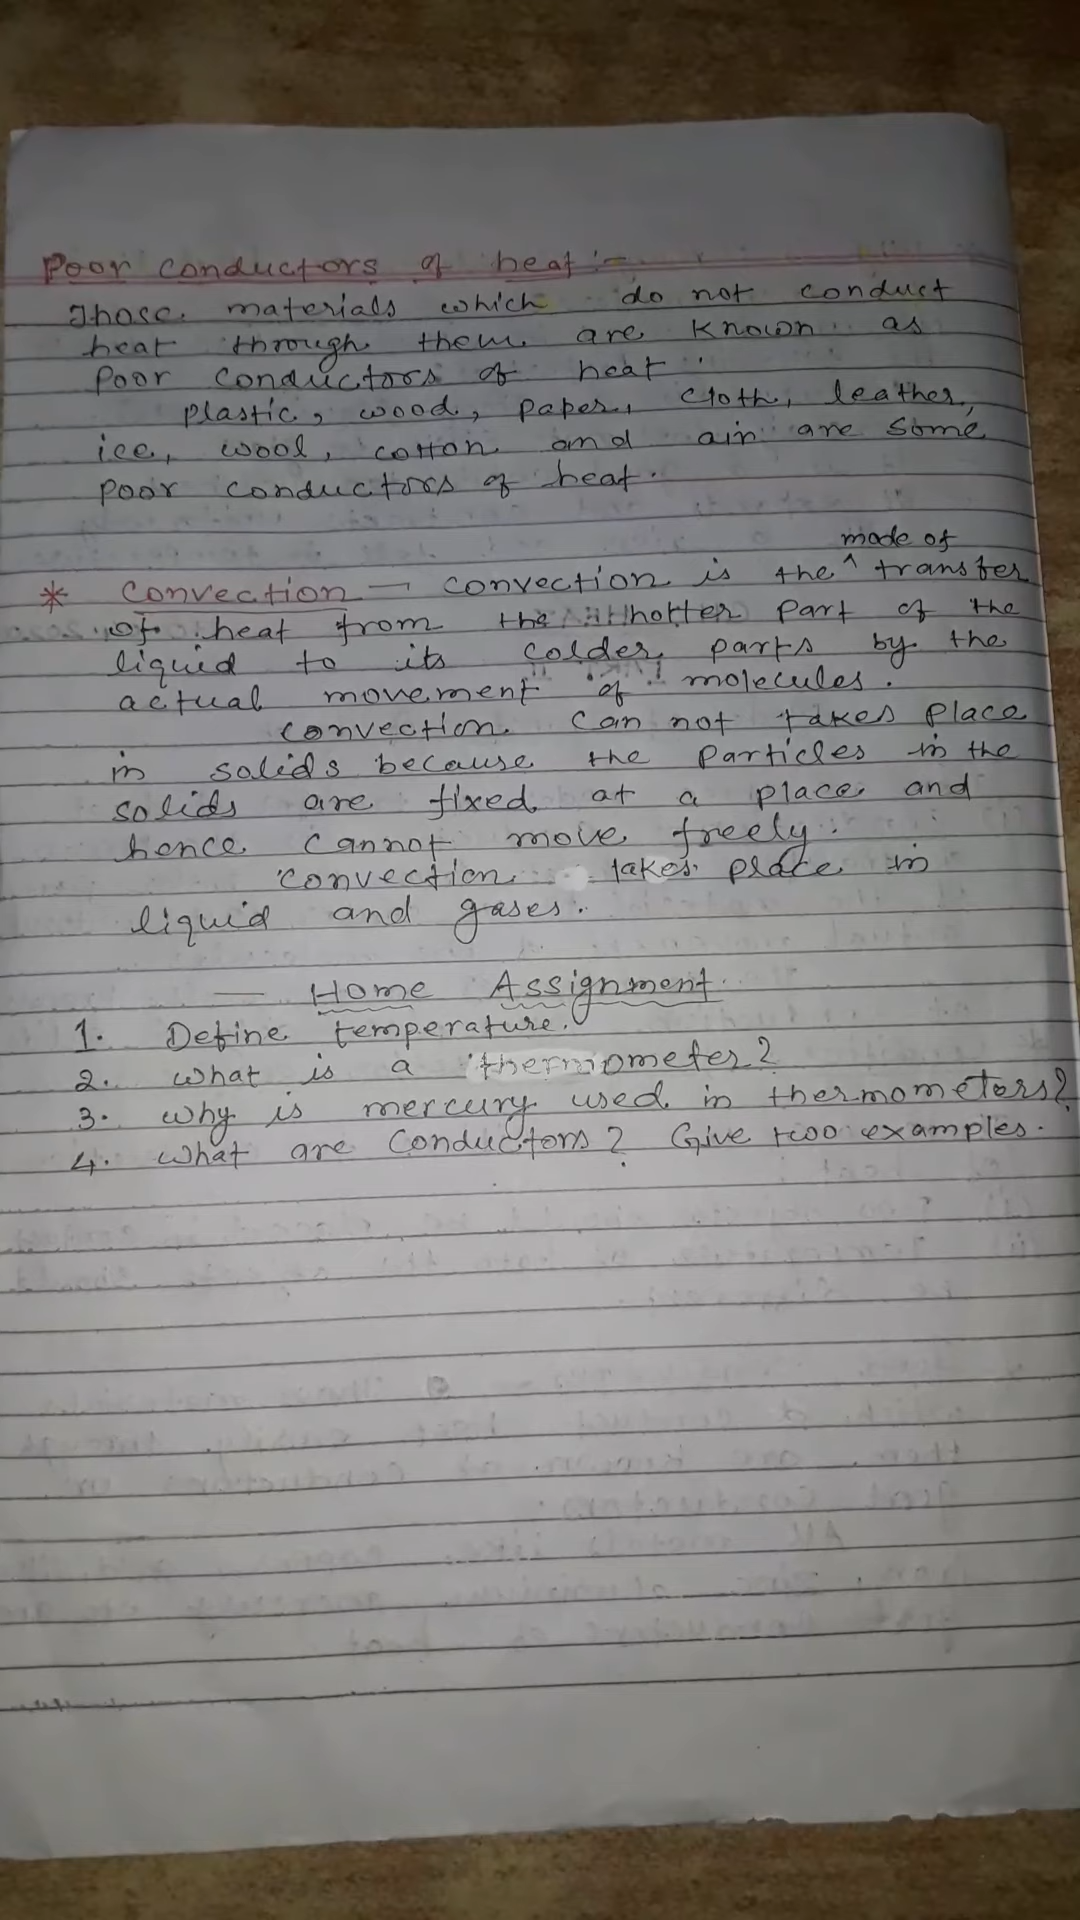 Poor conductors of heat :-
Those materials which do not conduct
heat through them are known as
Poor conductors of heat.
Plastic, wood, paper, cloth, leather,
ice, wool, cotton and air are some
poor conductors of heat.
made of
* Convection → convection is the ^ transfer
of heat from the hotter part of the
liquid to its colder parts by the
actual movement of molecules.
convection can not takes place
in solids because the particles in the
solids are fixed at a place and
hence cannot move freely.
convection takes place in
liquid and gases.
— Home Assignment
1. Define temperature.
2. What is a thermometer?
3. Why is mercury used in thermometers?
4. What are conductors? Give two examples.